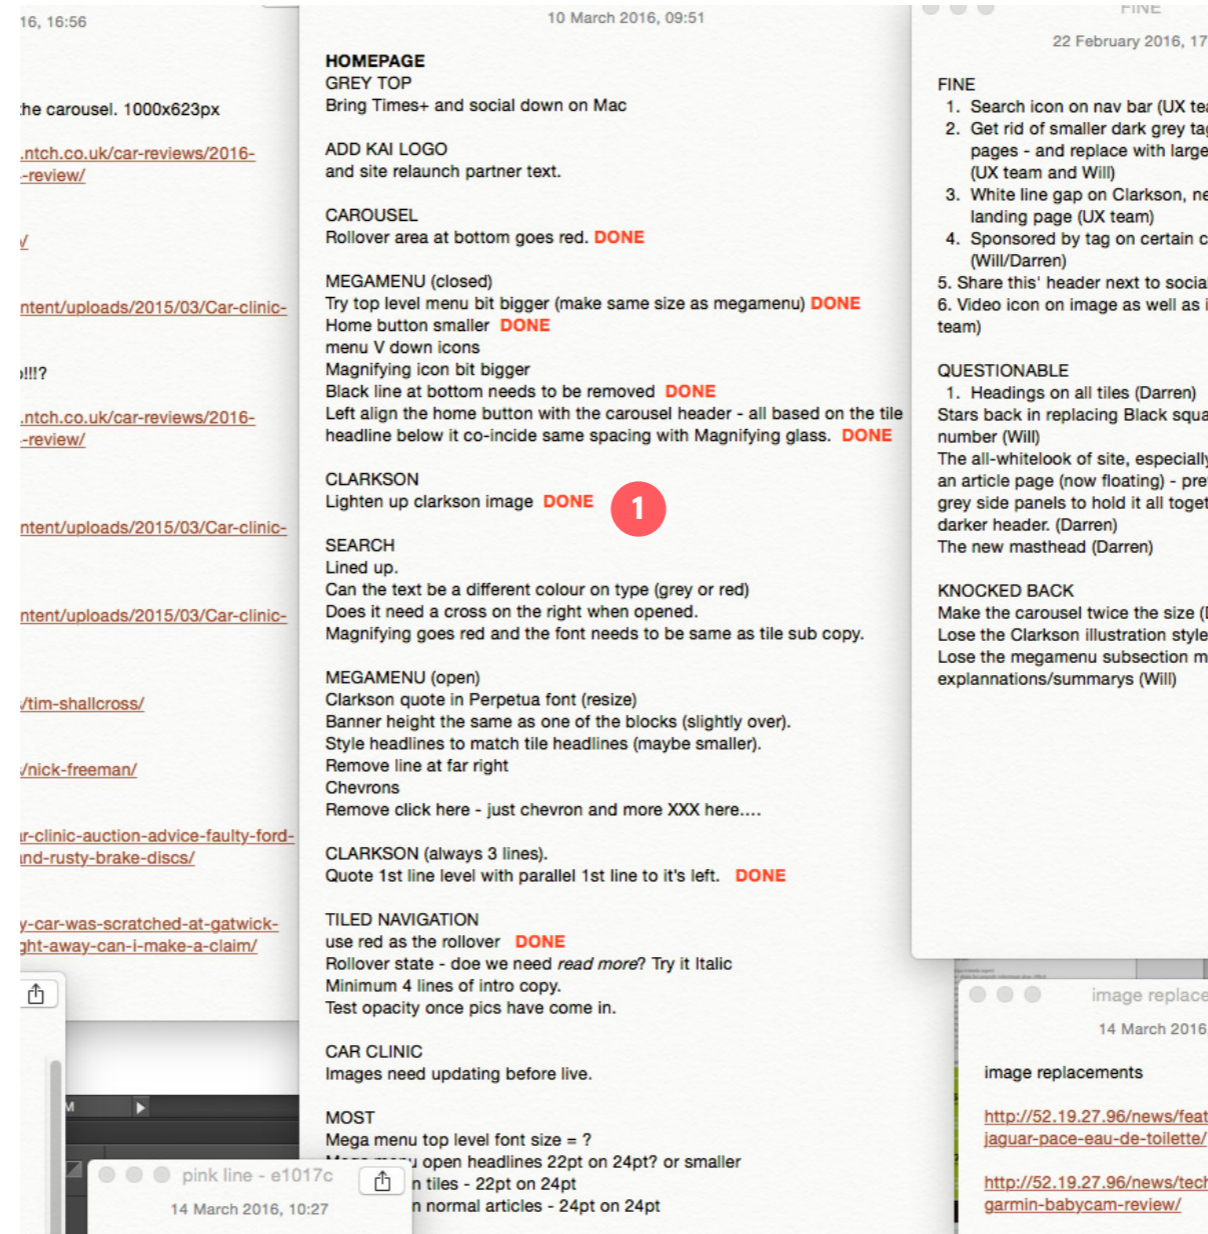 16, 16:56
he carousel. 1000x623px
.ntch.co.uk/car-reviews/2016-
-review/
/
ntent/uploads/2015/03/Car-clinic-
!!!?
.ntch.co.uk/car-reviews/2016-
-review/
ntent/uploads/2015/03/Car-clinic-
ntent/uploads/2015/03/Car-clinic-
/tim-shallcross/
/nick-freeman/
r-clinic-auction-advice-faulty-ford-
nd-rusty-brake-discs/
y-car-was-scratched-at-gatwick-
ght-away-can-i-make-a-claim/
10 March 2016, 09:51
HOMEPAGE
GREY TOP
Bring Times+ and social down on Mac
ADD KAI LOGO
and site relaunch partner text.
CAROUSEL
Rollover area at bottom goes red. DONE
MEGAMENU (closed)
Try top level menu bit bigger (make same size as megamenu) DONE
Home button smaller DONE
menu V down icons
Magnifying icon bit bigger
Black line at bottom needs to be removed DONE
Left align the home button with the carousel header - all based on the tile
headline below it co-incide same spacing with Magnifying glass. DONE
CLARKSON
Lighten up clarkson image DONE
1
SEARCH
Lined up.
Can the text be a different colour on type (grey or red)
Does it need a cross on the right when opened.
Magnifying goes red and the font needs to be same as tile sub copy.
MEGAMENU (open)
Clarkson quote in Perpetua font (resize)
Banner height the same as one of the blocks (slightly over).
Style headlines to match tile headlines (maybe smaller).
Remove line at far right
Chevrons
Remove click here - just chevron and more XXX here....
CLARKSON (always 3 lines).
Quote 1st line level with parallel 1st line to it's left. DONE
TILED NAVIGATION
use red as the rollover DONE
Rollover state - doe we need read more? Try it Italic
Minimum 4 lines of intro copy.
Test opacity once pics have come in.
CAR CLINIC
Images need updating before live.
MOST
Mega menu top level font size = ?
open headlines 22pt on 24pt? or smaller
n tiles - 22pt on 24pt
n normal articles - 24pt on 24pt
FINE
22 February 2016, 17
FINE
1. Search icon on nav bar (UX tea
2. Get rid of smaller dark grey tag
pages - and replace with large
(UX team and Will)
3. White line gap on Clarkson, ne
landing page (UX team)
4. Sponsored by tag on certain c
(Will/Darren)
5. Share this' header next to social
6. Video icon on image as well as i
team)
QUESTIONABLE
1. Headings on all tiles (Darren)
Stars back in replacing Black squa
number (Will)
The all-whitelook of site, especially
an article page (now floating) - pre
grey side panels to hold it all toget
darker header. (Darren)
The new masthead (Darren)
KNOCKED BACK
Make the carousel twice the size (D
Lose the Clarkson illustration style
Lose the megamenu subsection m
explannations/summarys (Will)
pink line - e1017c
14 March 2016, 10:27
image replace
14 March 2016
image replacements
http://52.19.27.96/news/feat
jaguar-pace-eau-de-toilette/
http://52.19.27.96/news/tech
garmin-babycam-review/